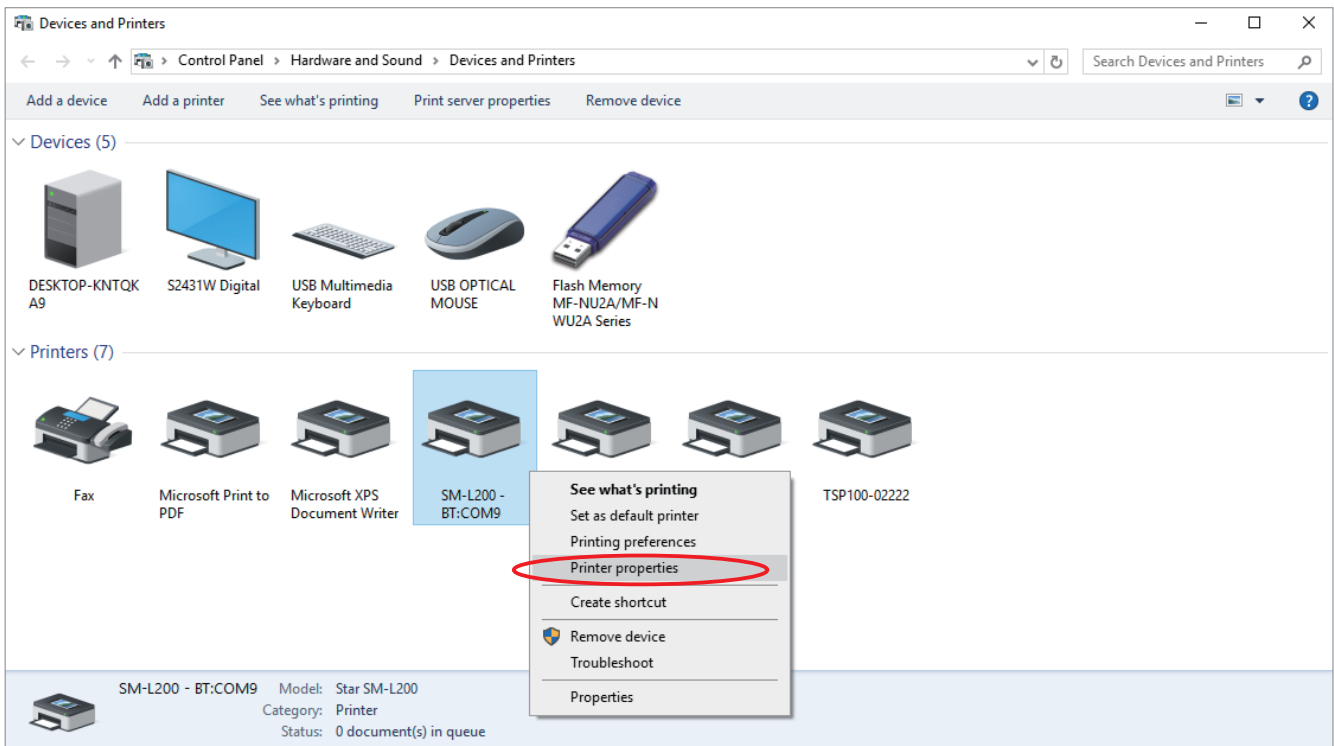 Devices and Printers
Control Panel > Hardware and Sound > Devices and Printers
Search Devices and Printers
Add a device Add a printer See what's printing Print server properties Remove device
Devices (5)
DESKTOP-KNTQK
A9
S2431W Digital
USB Multimedia
Keyboard
USB OPTICAL
MOUSE
Flash Memory
MF-NU2A/MF-N
WU2A Series
Printers (7)
Fax
Microsoft Print to
PDF
Microsoft XPS
Document Writer
SM-L200 -
BT:COM9
TSP100-02222
See what's printing
Set as default printer
Printing preferences
Printer properties
Create shortcut
Remove device
Troubleshoot
Properties
SM-L200 - BT:COM9 Model: Star SM-L200
Category: Printer
Status: 0 document(s) in queue